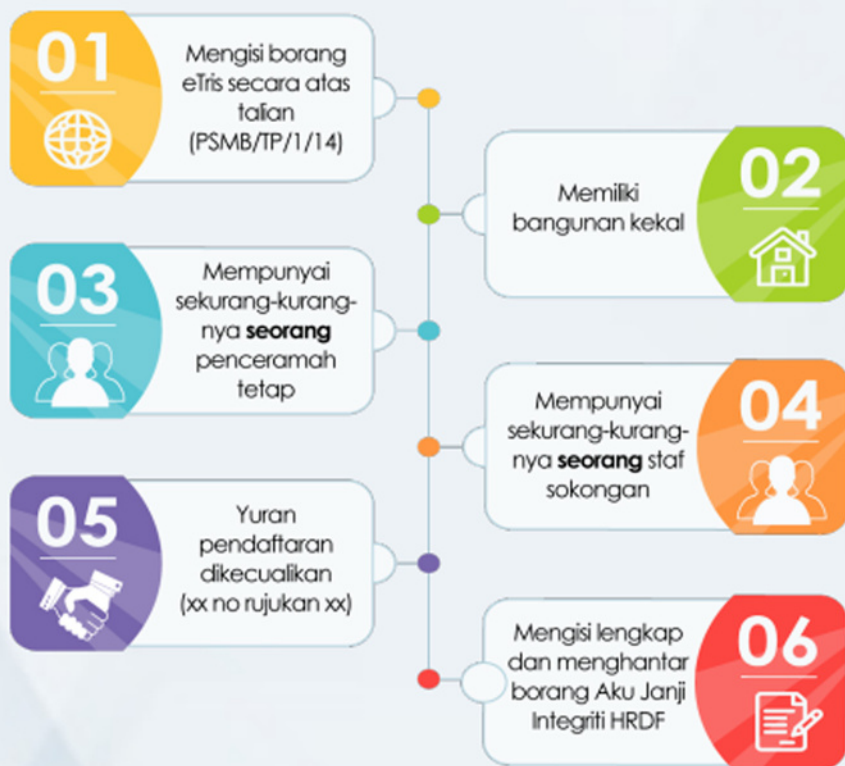 01
Mengisi borang
eTris secara atas
talian
(PSMB/TP/1/14)
02
Memiliki
bangunan kekal
03
Mempunyai
sekurang-kurang-
nya seorang
penceramah
tetap
04
Mempunyai
sekurang-kurang-
nya seorang staf
sokongan
05
Yuran
pendaftaran
dikecualikan
(xx no rujukan xx)
06
Mengisi lengkap
dan menghantar
borang Aku Janji
Integriti HRDF